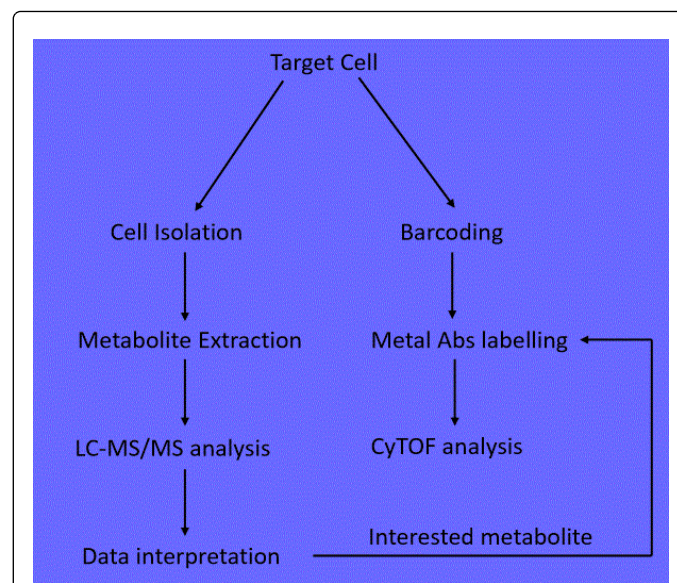 Target Cell
Cell Isolation
Barcoding
Metabolite Extraction
Metal Abs labelling
LC-MS/MS analysis
CyTOF analysis
Interested metabolite
Data interpretation